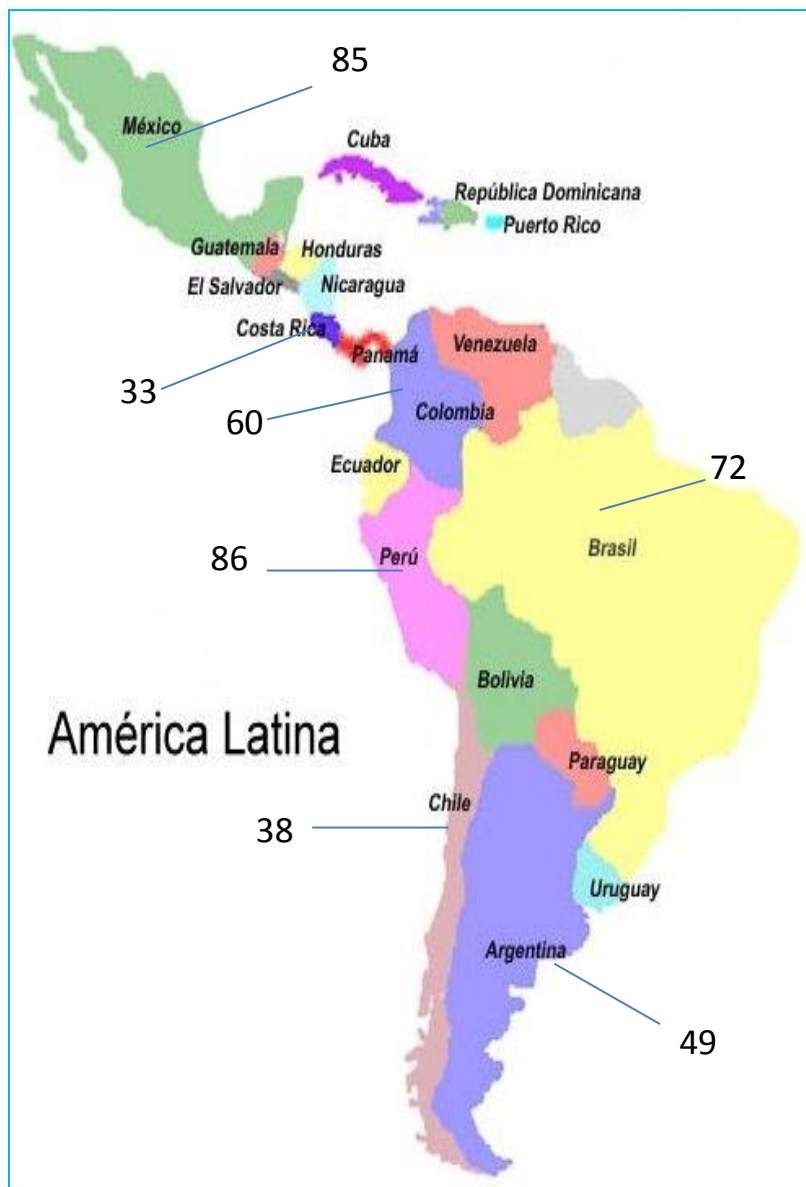 85
México
Cuba
República Dominicana
Puerto Rico
Guatemala
Honduras
El Salvador
Nicaragua
Costa Rica
Panamá
Venezuela
33
60
Colombia
Ecuador
72
Brasil
86
Perú
Bolivia
América Latina
Paraguay
Chile
38
Uruguay
Argentina
49